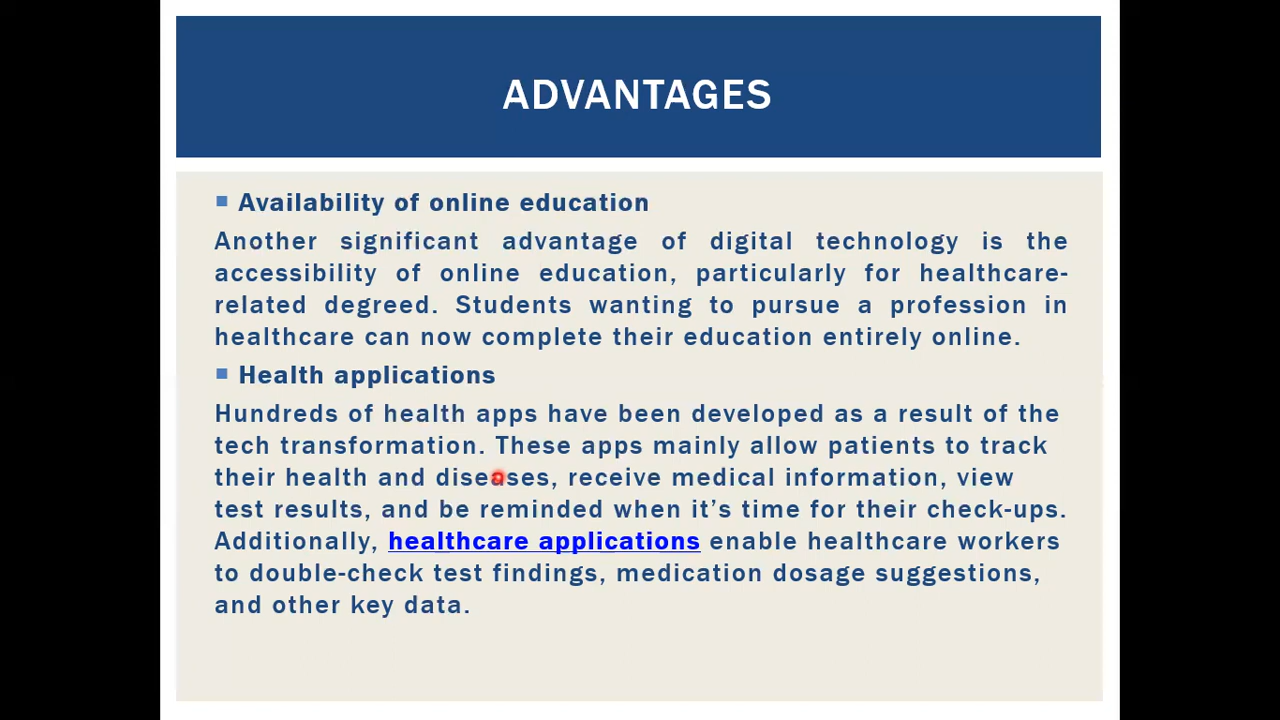 ADVANTAGES
Availability of online education
Another significant advantage of digital technology is the
accessibility of online education, particularly for healthcare-
related degreed. Students wanting to pursue a profession in
healthcare can now complete their education entirely online.
Health applications
Hundreds of health apps have been developed as a result of the
tech transformation. These apps mainly allow patients to track
their health and diseases, receive medical information, view
test results, and be reminded when it’s time for their check-ups.
Additionally, healthcare applications enable healthcare workers
to double-check test findings, medication dosage suggestions,
and other key data.